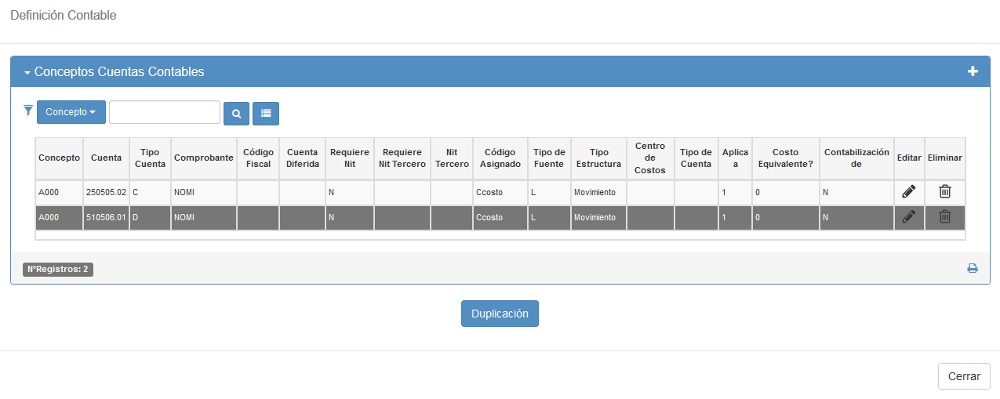 Definición Contable
Conceptos Cuentas Contables
Concepto
Concepto Cuenta Tipo Cuenta Comprobante Código Fiscal Cuenta Diferida Requiere Nit Requiere Nit Tercero Nit Tercero Código Asignado Tipo de Fuente Tipo Estructura Centro de Costos Tipo de Cuenta Aplica a Costo Equivalente? Contabilización de Editar Eliminar
A000 250505.02 C NOMI N Ccosto L Movimiento 1 0 N
A000 510506.01 D NOMI N Ccosto L Movimiento 1 0 N
N°Registros: 2
Duplicación
Cerrar